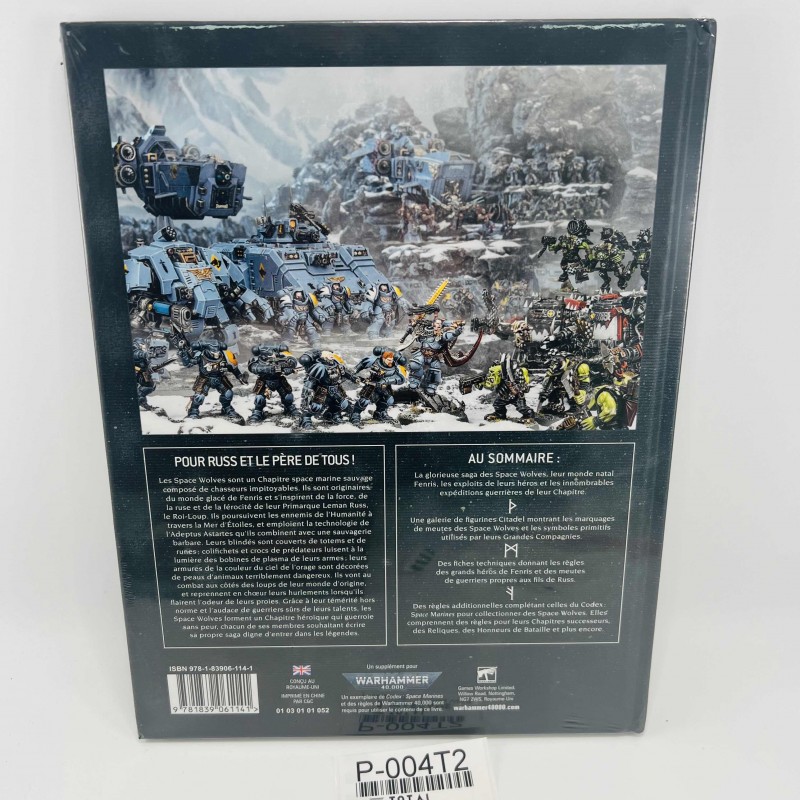 POUR RUSS ET LE PÈRE DE TOUS !
Les Space Wolves sont un Chapitre space marine sauvage
composé de chasseurs impitoyables. Ils sont originaires
du monde glacé de Fenris et s'inspirent de la force, de
la ruse et de la férocité de leur Primarque Leman Russ,
le Roi-Loup. Ils poursuivent les ennemis de l'Humanité à
travers la Mer d'Étoiles, et emploient la technologie de
l'Adeptus Astartes qu'ils combinent avec une sauvagerie
barbare. Leurs blindés sont couverts de totems et de
runes ; colifichets et crocs de prédateurs luisent à la
lumière des bobines de plasma de leurs armes ; leurs
armures de la couleur du ciel de l'orage sont décorées
de peaux d'animaux terriblement dangereux. Ils vont au
combat aux côtés des loups de leur monde d'origine,
et reprennent en chœur leurs hurlements lorsqu'ils
flairent l'odeur de leurs proies. Grâce à leur témérité hors
norme et l'audace de guerriers sûrs de leurs talents, les
Space Wolves forment un Chapitre héroïque qui guerroie
sans peur, chacun de ses membres souhaitant écrire
sa propre saga digne d'entrer dans les légendes.
AU SOMMAIRE :
La glorieuse saga des Space Wolves, leur monde natal
Fenris, les exploits de leurs héros et les innombrables
expéditions guerrières de leur Chapitre.
Une galerie de figurines Citadel montrant les marquages
de meutes des Space Wolves et les symboles primitifs
utilisés par leurs Grandes Compagnies.
Des fiches techniques donnant les règles
des grands héros de Fenris et des meutes
de guerriers propres aux fils de Russ.
Des règles additionnelles complétant celles du Codex :
Space Marines pour collectionner des Space Wolves. Elles
comprennent des règles pour leurs Chapitres successeurs,
des Reliques, des Honneurs de Bataille et plus encore.
ISBN 978-1-83906-114-1
9 781839 061141 >
CONÇU AU
ROYAUME-UNI
IMPRIMÉ EN CHINE
PAR C&C
01 03 01 01 052
Un supplément pour
WARHAMMER
40,000
Un exemplaire de Codex : Space Marines
et des règles de Warhammer 40,000 sont
requis pour utiliser le contenu de ce livre.
WARHAMMER
Games Workshop Limited,
Willow Road, Nottingham,
NG7 2WS, Royaume-Uni
warhammer40000.com
P-004T2
TOTAL